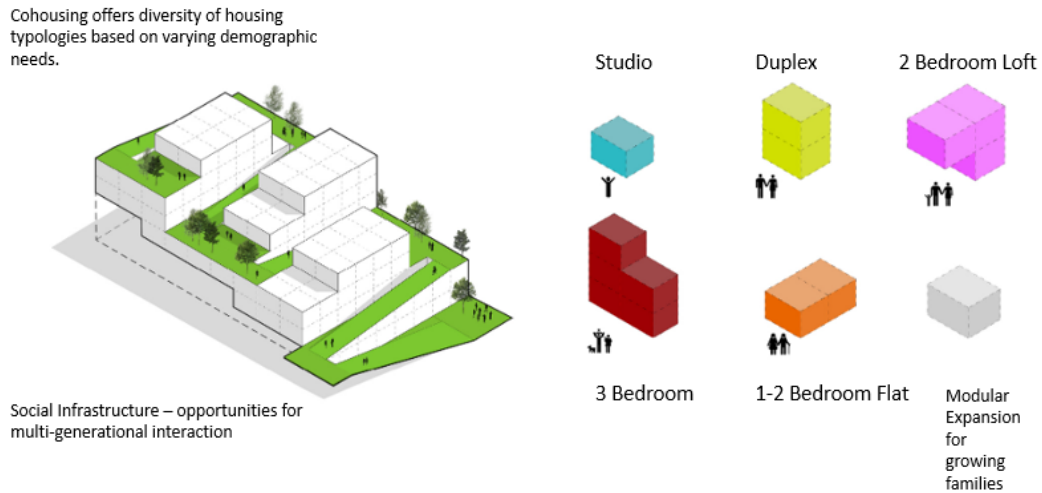 Cohousing offers diversity of housing
typologies based on varying demographic
needs.
Studio
Duplex
2 Bedroom Loft
3 Bedroom
1-2 Bedroom Flat
Modular
Expansion
for
growing
families
Social Infrastructure – opportunities for
multi-generational interaction